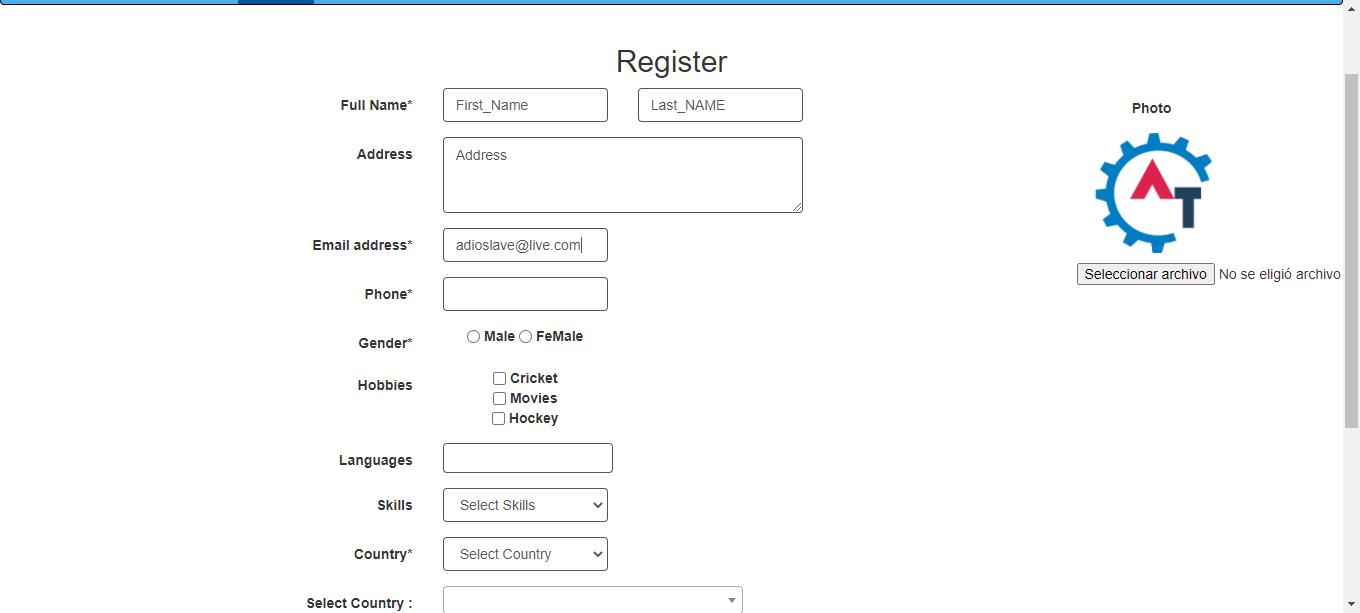 Register
Full Name* First_Name Last_NAME
Photo
Address Address
AT
Email address* adioslave@live.com
Seleccionar archivo No se eligió archivo
Phone*
Gender* Male FeMale
Hobbies Cricket
Movies
Hockey
Languages
Skills Select Skills
Country* Select Country
Select Country :